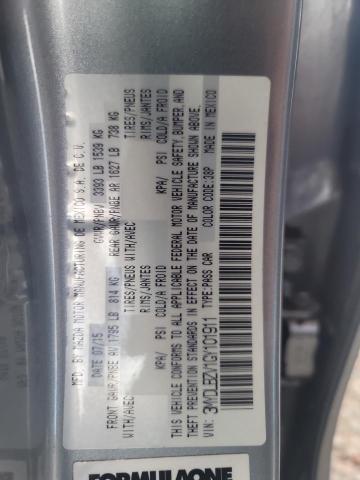 MFD. BY MAZDA MOTOR MANUFACTURING DE MEXICO S.A. DE C.V.
DATE 07/15 GVWR/PNBV 3393 LB 1539 KG
FRONT GAWR/PNBE AV 1795 LB 814 KG REAR GAWR/PNBE AR 1627 LB 738 KG
WITH/AVEC TIRES/PNEUS WITH/AVEC TIRES/PNEUS
RIMS/JANTES RIMS/JANTES
KPA/ PSI COLD/A FROID KPA/ PSI COLD/A FROID
THIS VEHICLE CONFORMS TO ALL APPLICABLE FEDERAL MOTOR VEHICLE SAFETY, BUMPER, AND
THEFT PREVENTION STANDARDS IN EFFECT ON THE DATE OF MANUFACTURE SHOWN ABOVE.
MADE IN MEXICO
VIN: 3MYDLBZV1GY101911 TYPE:PASS CAR COLOR CODE: 38P
FORMULAONE